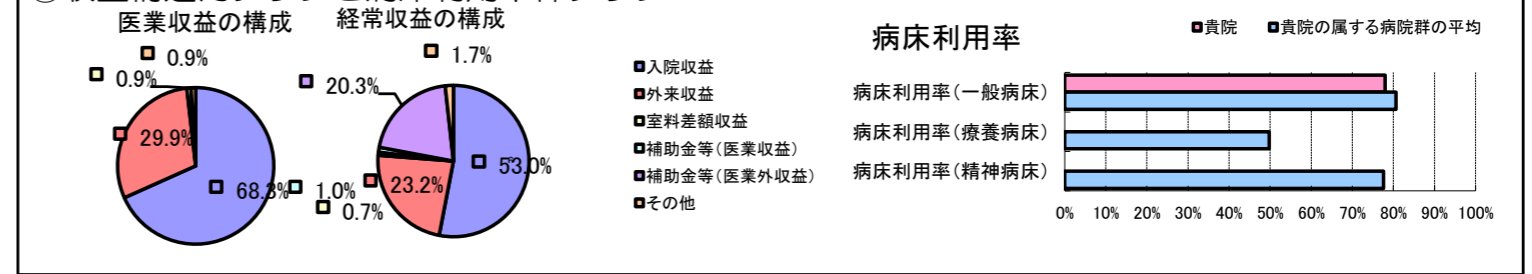 医業収益の構成
0.9%
0.9%
29.9%
68.3%
経常収益の構成
1.7%
20.3%
53.0%
1.0%
23.2%
0.7%
入院収益
外来収益
室料差額収益
補助金等(医業収益)
補助金等(医業外収益)
その他
病床利用率
貴院 貴院の属する病院群の平均
病床利用率(一般病床)
病床利用率(療養病床)
病床利用率(精神病床)
0% 10% 20% 30% 40% 50% 60% 70% 80% 90% 100%